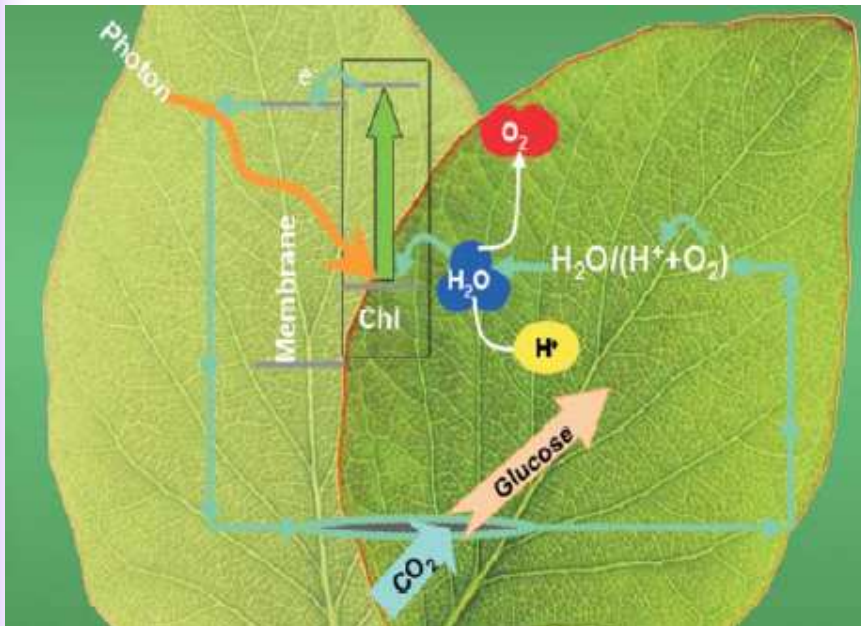 Photon
e
O₂
Membrane
H₂O
H₂O/(H⁺+O₂)
Chl
H⁺
Glucose
CO₂